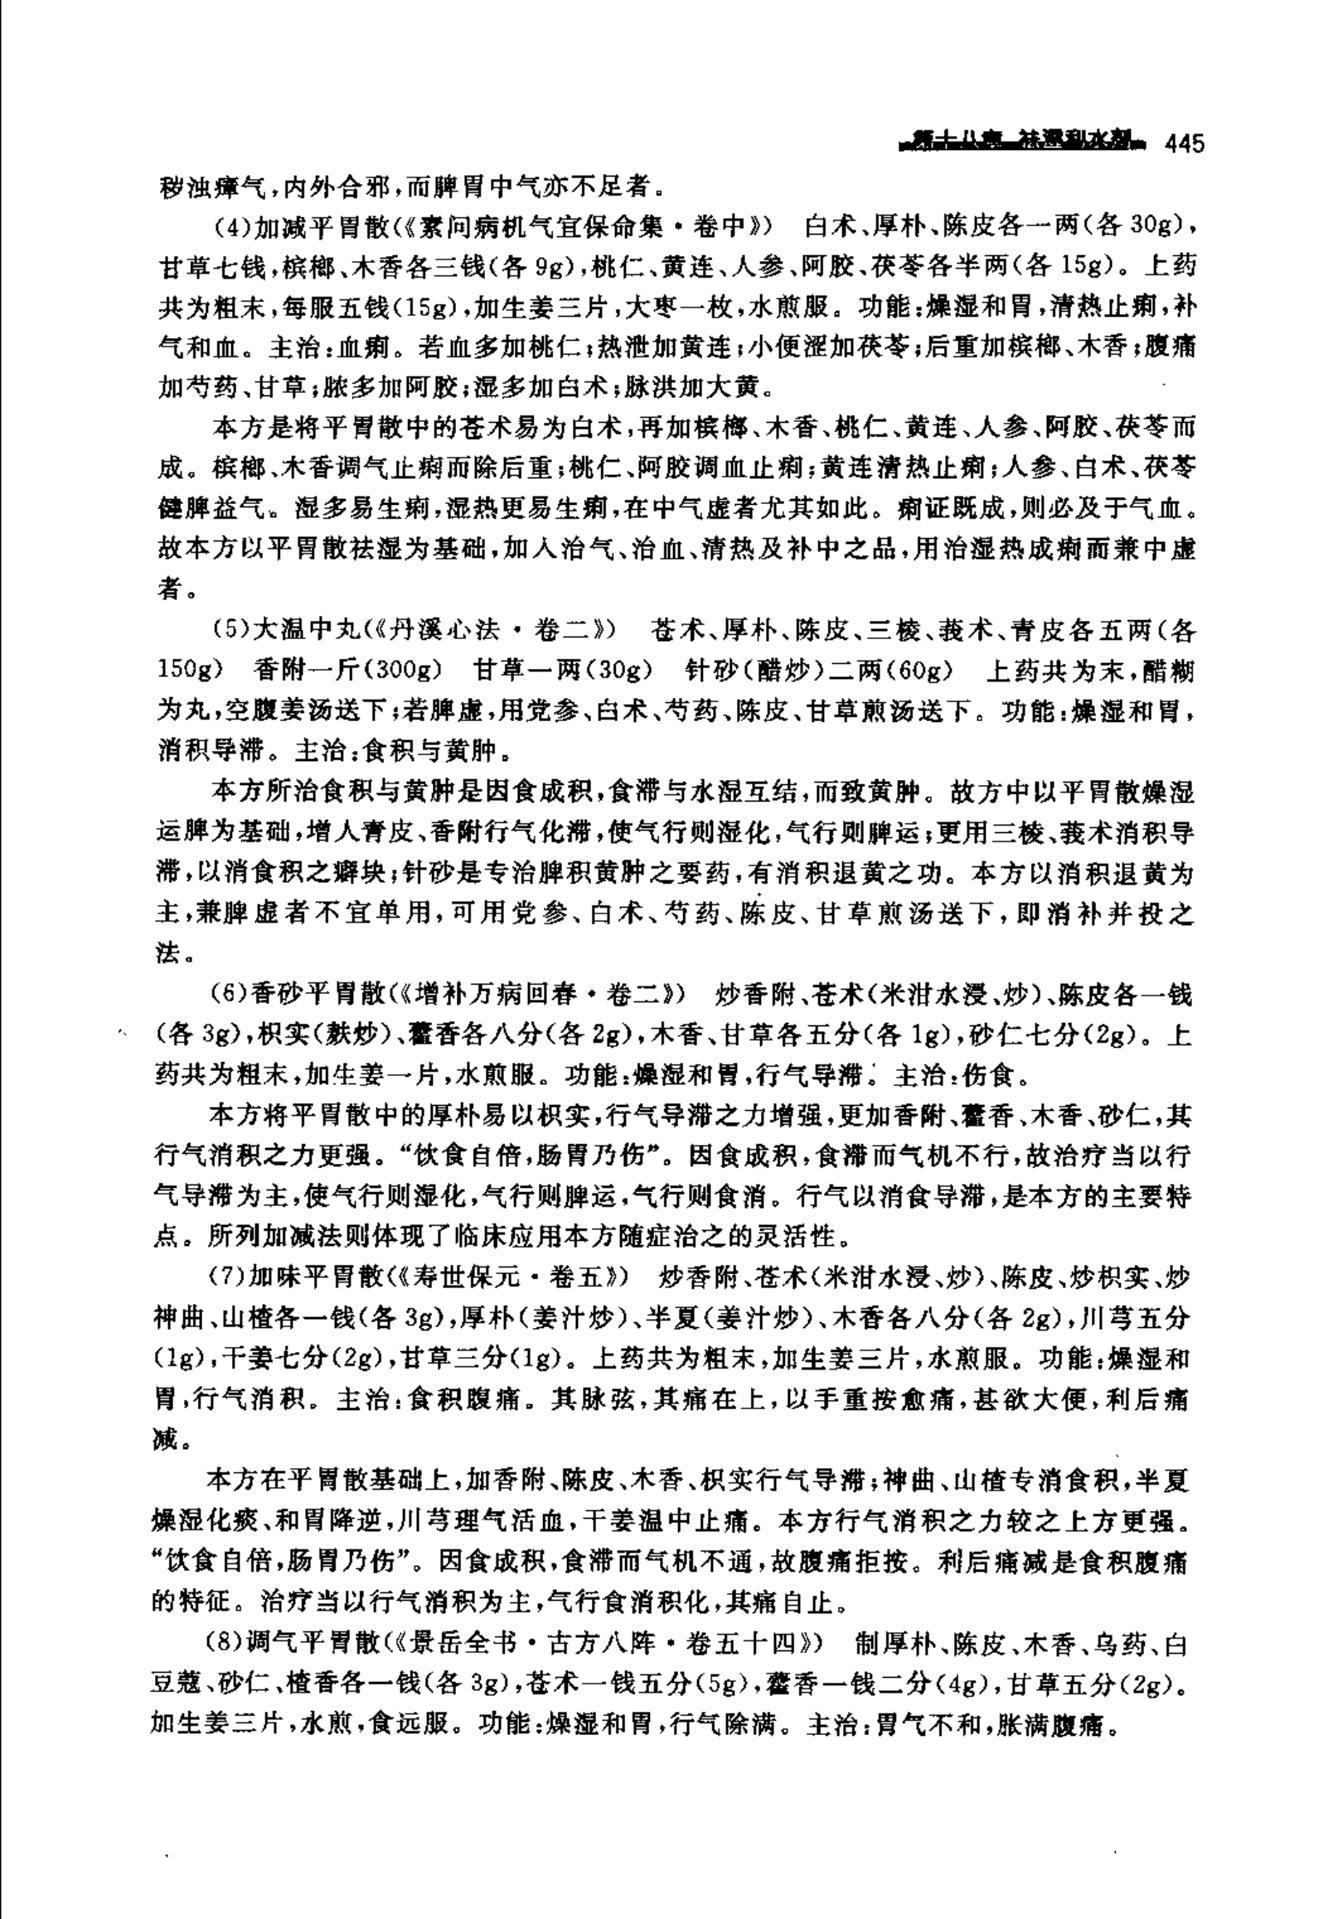 第十八章 祛湿利水剂 445
秽浊瘴气,内外合邪,而脾胃中气亦不足者。
(4)加减平胃散(《素问病机气宜保命集·卷中》) 白术、厚朴、陈皮各一两(各 30g),
甘草七钱,槟榔、木香各三钱(各 9g),桃仁、黄连、人参、阿胶、茯苓各半两(各 15g)。上药
共为粗末,每服五钱(15g),加生姜三片,大枣一枚,水煎服。功能:燥湿和胃,清热止痢,补
气和血。主治:血痢。若血多加桃仁;热泄加黄连;小便涩加茯苓;后重加槟榔、木香;腹痛
加芍药、甘草;脓多加阿胶;湿多加白术;脉洪加大黄。
本方是将平胃散中的苍术易为白术,再加槟榔、木香、桃仁、黄连、人参、阿胶、茯苓而
成。槟榔、木香调气止痢而除后重;桃仁、阿胶调血止痢;黄连清热止痢;人参、白术、茯苓
健脾益气。湿多易生痢,湿热更易生痢,在中气虚者尤其如此。痢证既成,则必及于气血。
故本方以平胃散祛湿为基础,加入治气、治血、清热及补中之品,用治湿热成痢而兼中虚
者。
(5)大温中丸(《丹溪心法·卷二》) 苍术、厚朴、陈皮、三棱、莪术、青皮各五两(各
150g) 香附一斤(300g) 甘草一两(30g) 针砂(醋炒)二两(60g) 上药共为末,醋糊
为丸,空腹姜汤送下;若脾虚,用党参、白术、芍药、陈皮、甘草煎汤送下。功能:燥湿和胃,
消积导滞。主治:食积与黄肿。
本方所治食积与黄肿是因食成积,食滞与水湿互结,而致黄肿。故方中以平胃散燥湿
运脾为基础,增人青皮、香附行气化滞,使气行则湿化,气行则脾运;更用三棱、莪术消积导
滞,以消食积之癖块;针砂是专治脾积黄肿之要药,有消积退黄之功。本方以消积退黄为
主,兼脾虚者不宜单用,可用党参、白术、芍药、陈皮、甘草煎汤送下,即消补并投之
法。
(6)香砂平胃散(《增补万病回春·卷二》) 炒香附、苍术(米泔水浸、炒)、陈皮各一钱
(各 3g),枳实(麸炒)、藿香各八分(各 2g),木香、甘草各五分(各 1g),砂仁七分(2g)。上
药共为粗末,加生姜一片,水煎服。功能:燥湿和胃,行气导滞。主治:伤食。
本方将平胃散中的厚朴易以枳实,行气导滞之力增强,更加香附、藿香、木香、砂仁,其
行气消积之力更强。“饮食自倍,肠胃乃伤”。因食成积,食滞而气机不行,故治疗当以行
气导滞为主,使气行则湿化,气行则脾运,气行则食消。行气以消食导滞,是本方的主要特
点。所列加减法则体现了临床应用本方随症治之的灵活性。
(7)加味平胃散(《寿世保元·卷五》) 炒香附、苍术(米泔水浸、炒)、陈皮、炒枳实、炒
神曲、山楂各一钱(各 3g),厚朴(姜汁炒)、半夏(姜汁炒)、木香各八分(各 2g),川芎五分
(1g),干姜七分(2g),甘草三分(1g)。上药共为粗末,加生姜三片,水煎服。功能:燥湿和
胃,行气消积。主治:食积腹痛。其脉弦,其痛在上,以手重按愈痛,甚欲大便,利后痛
减。
本方在平胃散基础上,加香附、陈皮、木香、枳实行气导滞;神曲、山楂专消食积,半夏
燥湿化痰、和胃降逆,川芎理气活血,干姜温中止痛。本方行气消积之力较之上方更强。
“饮食自倍,肠胃乃伤”。因食成积,食滞而气机不通,故腹痛拒按。利后痛减是食积腹痛
的特征。治疗当以行气消积为主,气行食消积化,其痛自止。
(8)调气平胃散(《景岳全书·古方八阵·卷五十四》) 制厚朴、陈皮、木香、乌药、白
豆蔻、砂仁、楂香各一钱(各 3g),苍术一钱五分(5g),藿香一钱二分(4g),甘草五分(2g)。
加生姜三片,水煎,食远服。功能:燥湿和胃,行气除满。主治:胃气不和,胀满腹痛。